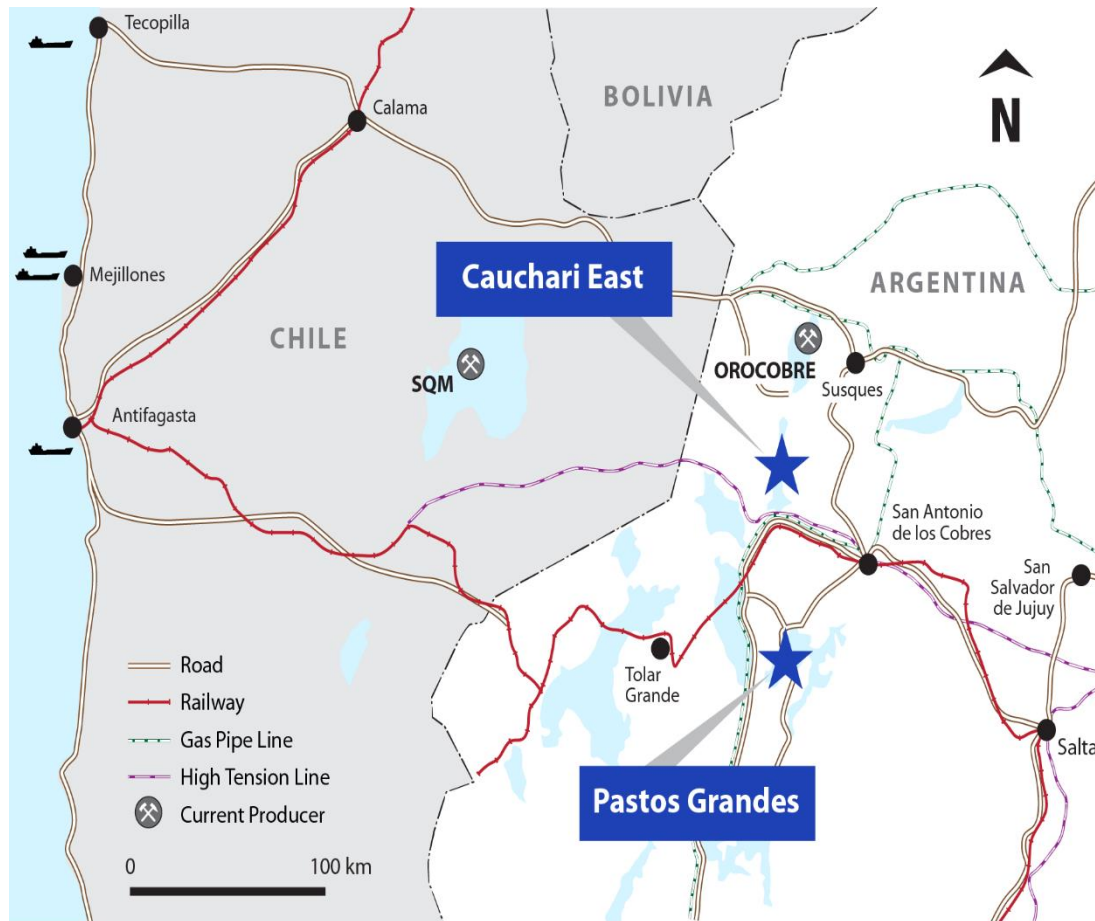 Tecopilla
Calama
BOLIVIA
N
Mejillones
Cauchari East
ARGENTINA
CHILE
SQM
OROCOBRE
Susques
Antifagasta
San Antonio
de los Cobres
San
Salvador
de Jujuy
Tolar
Grande
Salta
Road
Railway
Gas Pipe Line
High Tension Line
Current Producer
Pastos Grandes
0 100 km